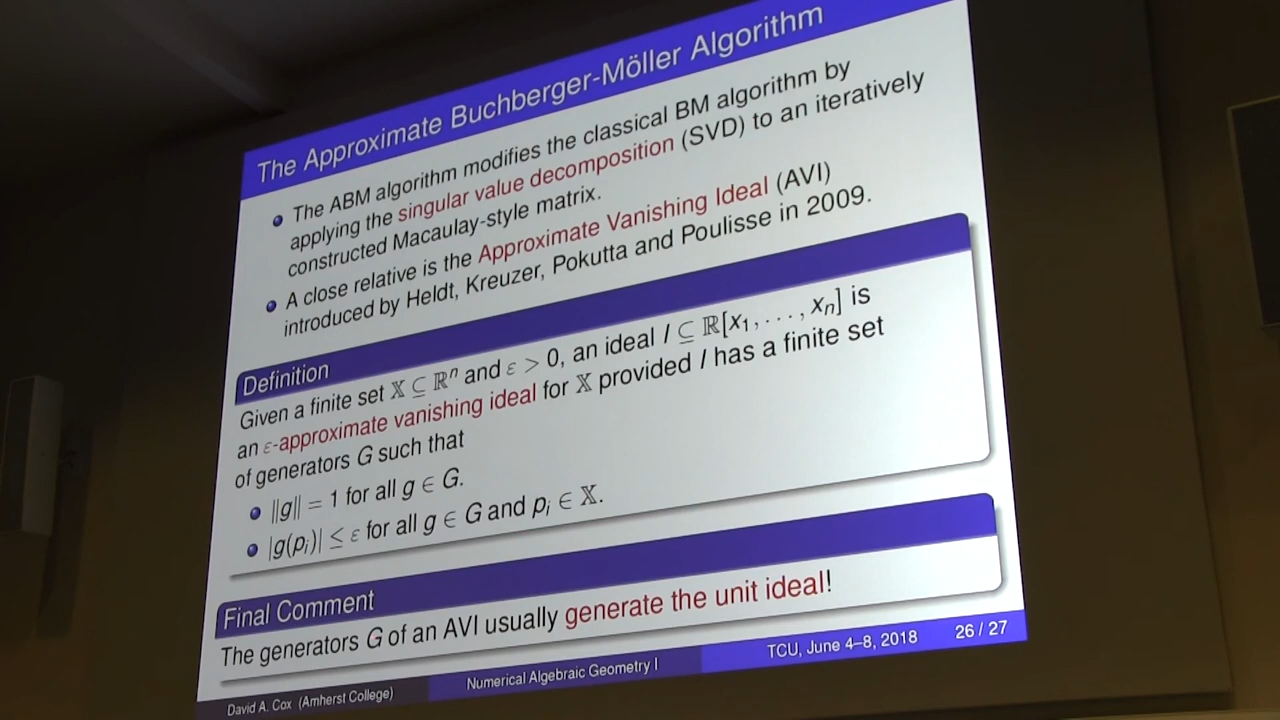 The Approximate Buchberger-Möller Algorithm
The ABM algorithm modifies the classical BM algorithm by
applying the singular value decomposition (SVD) to an iteratively
constructed Macaulay-style matrix.
A close relative is the Approximate Vanishing Ideal (AVI)
introduced by Heldt, Kreuzer, Pokutta and Poulisse in 2009.
Definition
Given a finite set 𝕏 ⊆ ℝⁿ and ε > 0, an ideal I ⊆ ℝ[x₁, . . . , xₙ] is
an ε-approximate vanishing ideal for 𝕏 provided I has a finite set
of generators G such that
||g|| = 1 for all g ∈ G.
|g(pᵢ)| ≤ ε for all g ∈ G and pᵢ ∈ 𝕏.
Final Comment
The generators G of an AVI usually generate the unit ideal!
David A. Cox (Amherst College)
Numerical Algebraic Geometry I
TCU, June 4–8, 2018
26 / 27